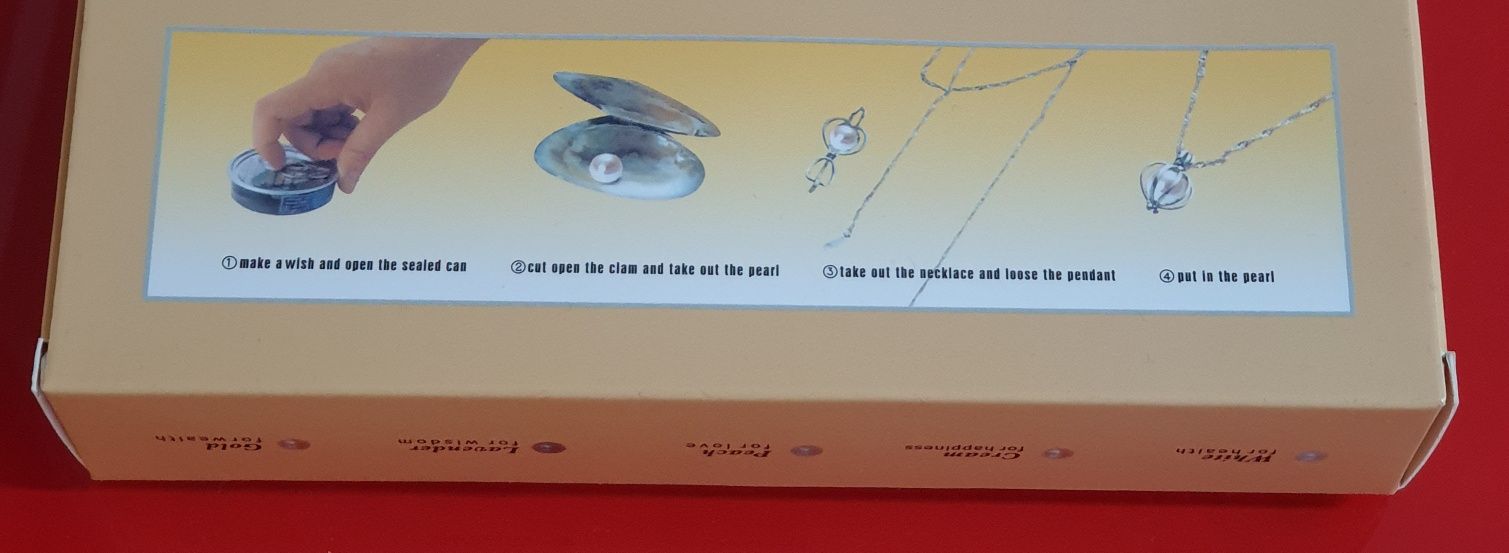 ①make a wish and open the sealed can
②cut open the clam and take out the pearl
③take out the necklace and loose the pendant
④put in the pearl
White
for health
Cream
for happiness
Peach
for love
Lavender
for wisdom
Gold
for wealth